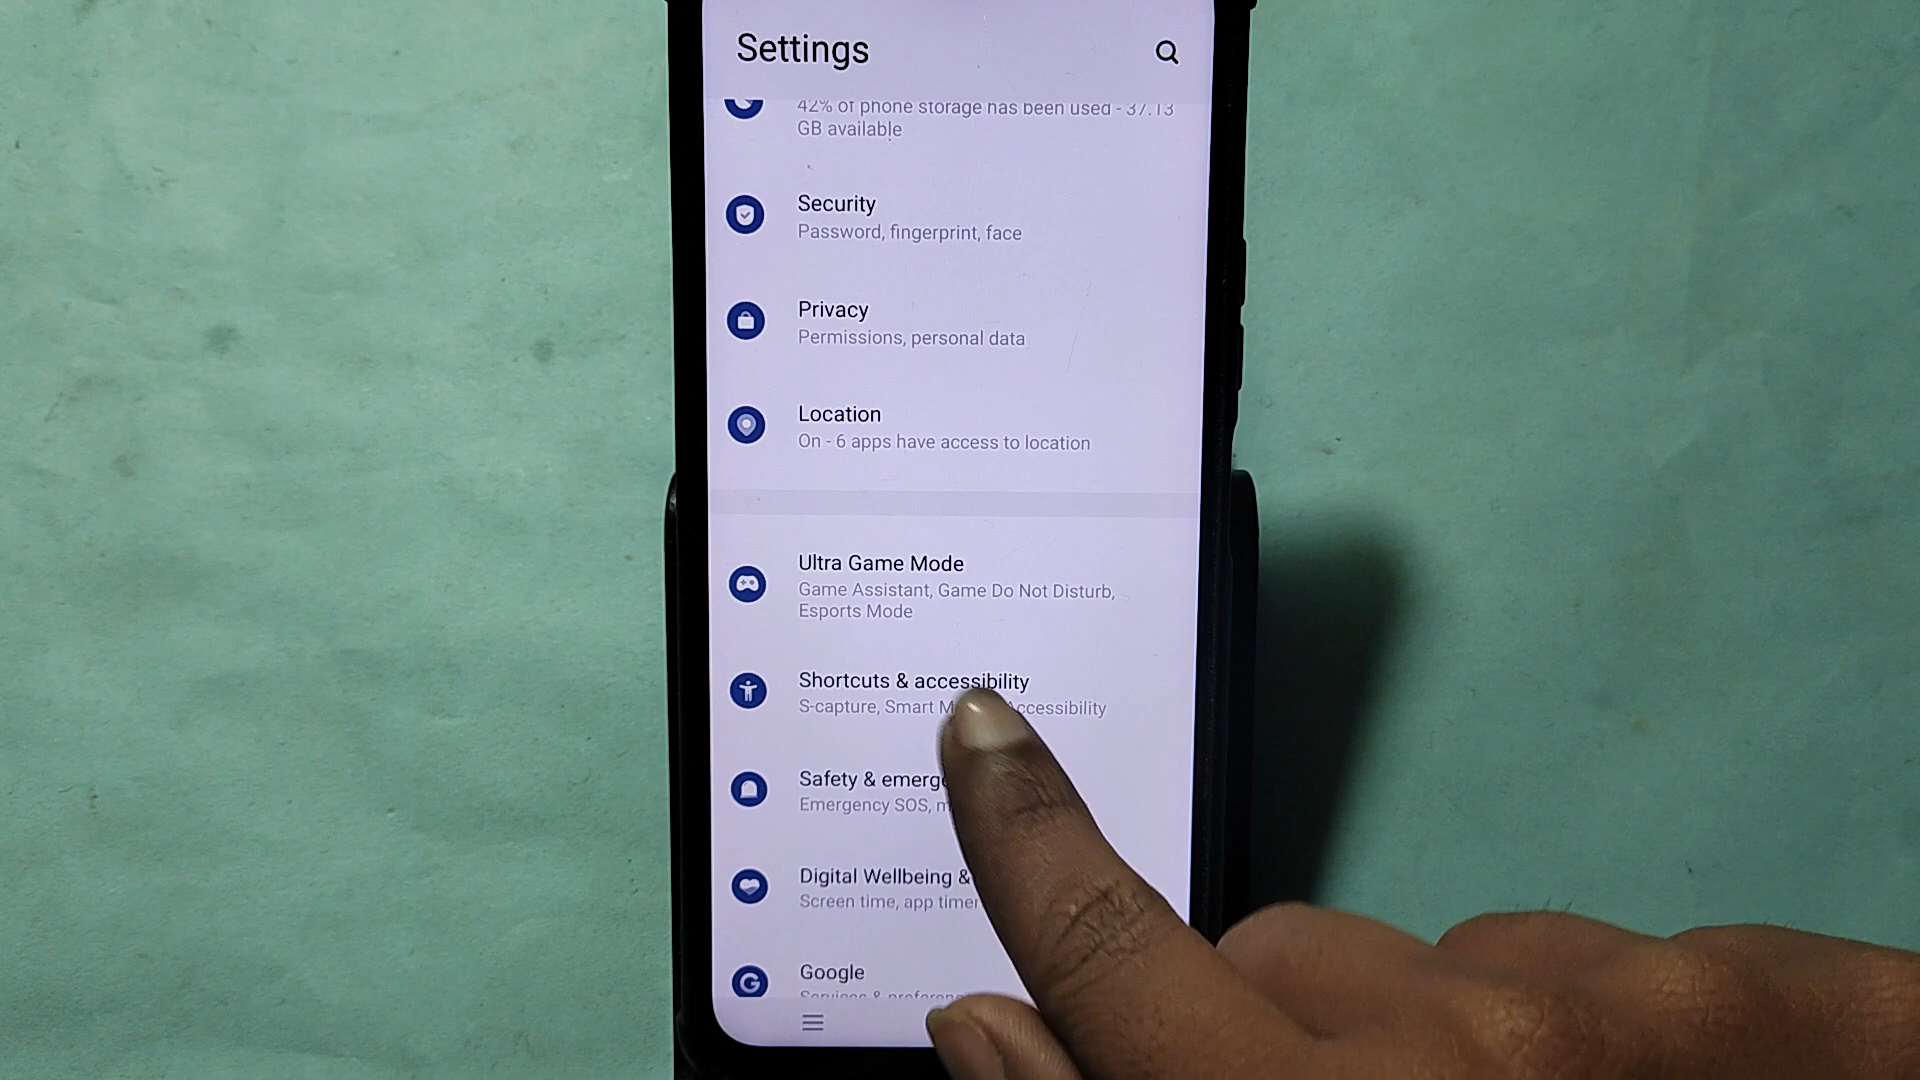 Settings
42% of phone storage has been used - 37.13
GB available
Security
Password, fingerprint, face
Privacy
Permissions, personal data
Location
On - 6 apps have access to location
Ultra Game Mode
Game Assistant, Game Do Not Disturb,
Esports Mode
Shortcuts & accessibility
S-capture, Smart Accessibility
Safety &
Emergency SOS,
Digital Wellbeing &
Screen time, app
Google
Services &